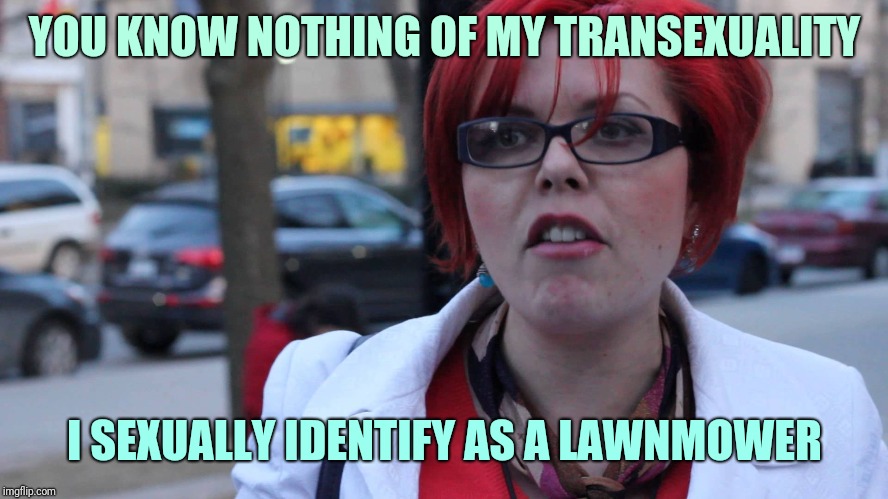 YOU KNOW NOTHING OF MY TRANSEXUALITY
I SEXUALLY IDENTIFY AS A LAWNMOWER
imgflip.com